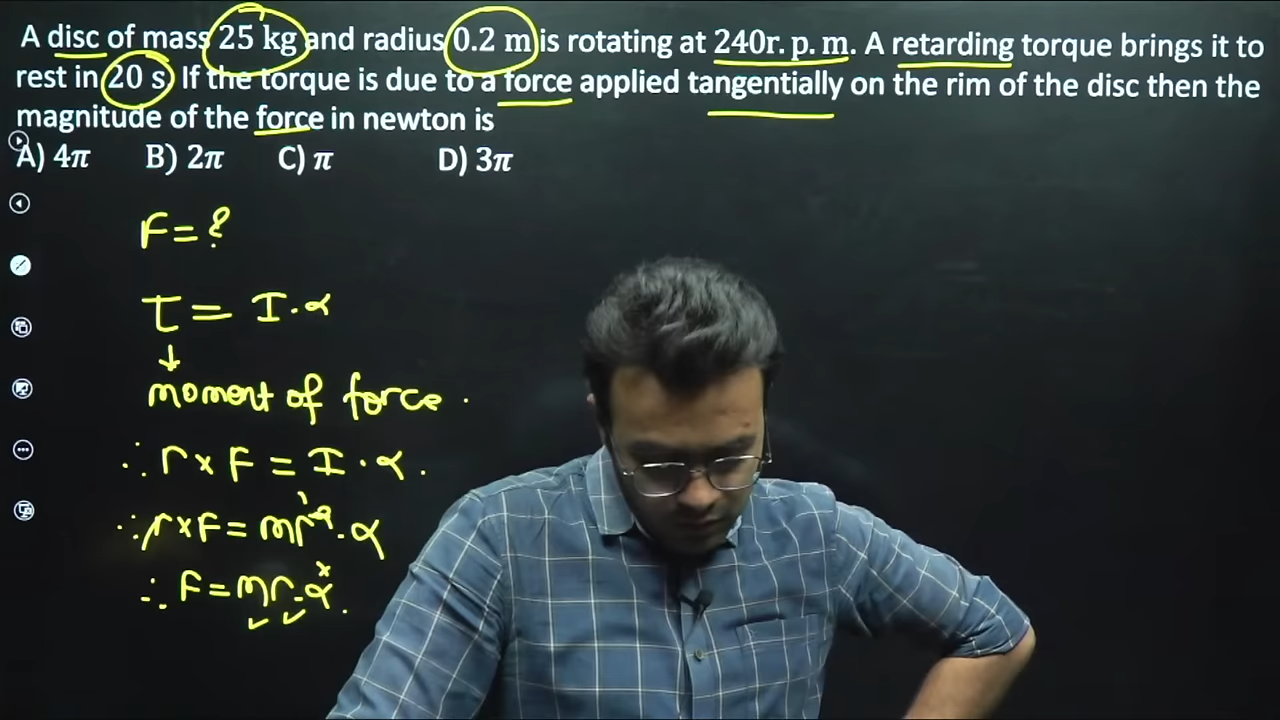 A disc of mass 25 kg and radius 0.2 m is rotating at 240r. p. m. A retarding torque brings it to
rest in 20 s. If the torque is due to a force applied tangentially on the rim of the disc then the
magnitude of the force in newton is
A) 4π B) 2π C) π D) 3π
F = ?
τ = I·α
↓
moment of force.
∴ r × F = I·α.
∴ r × F = mr²·α
∴ F = mr·α.